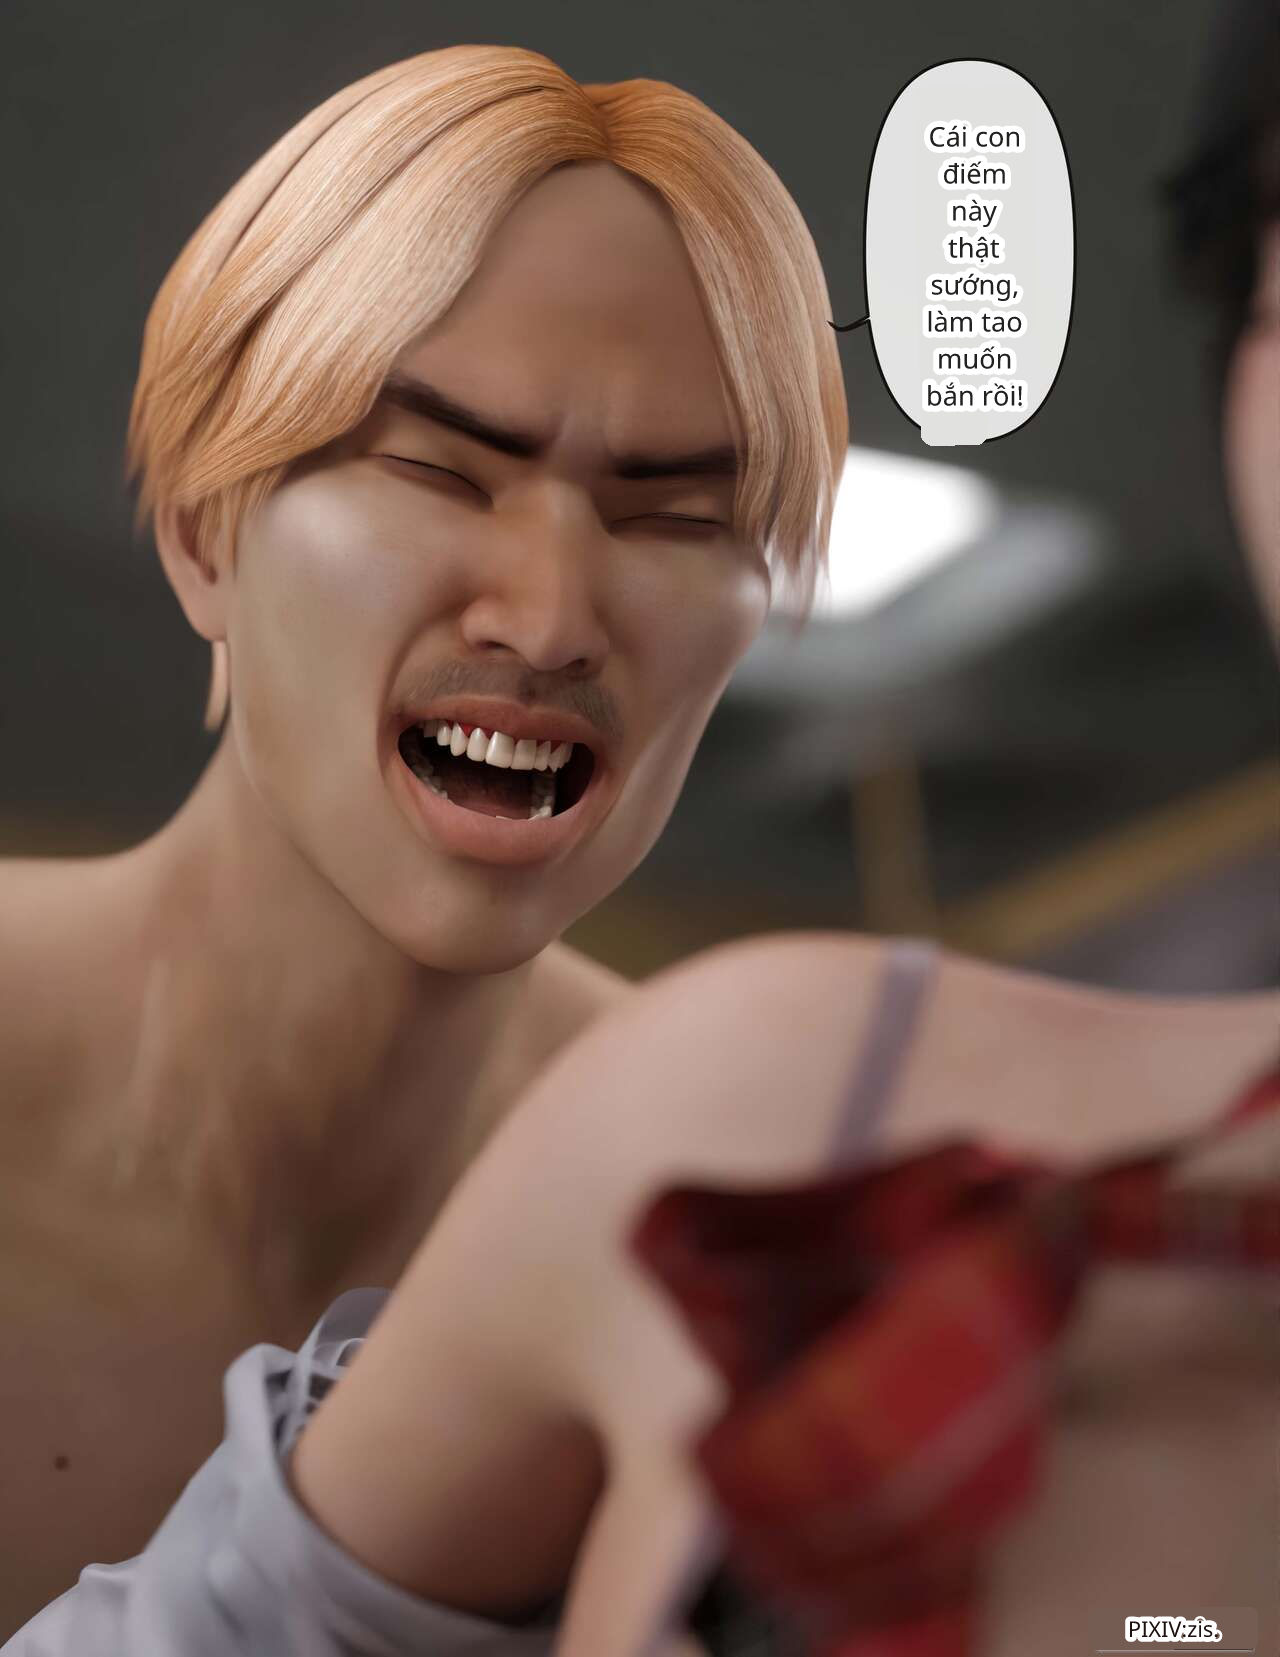 Cái con
điếm
này
thật
sướng,
làm tao
muốn
bắn rồi!
PIXIV:zis.